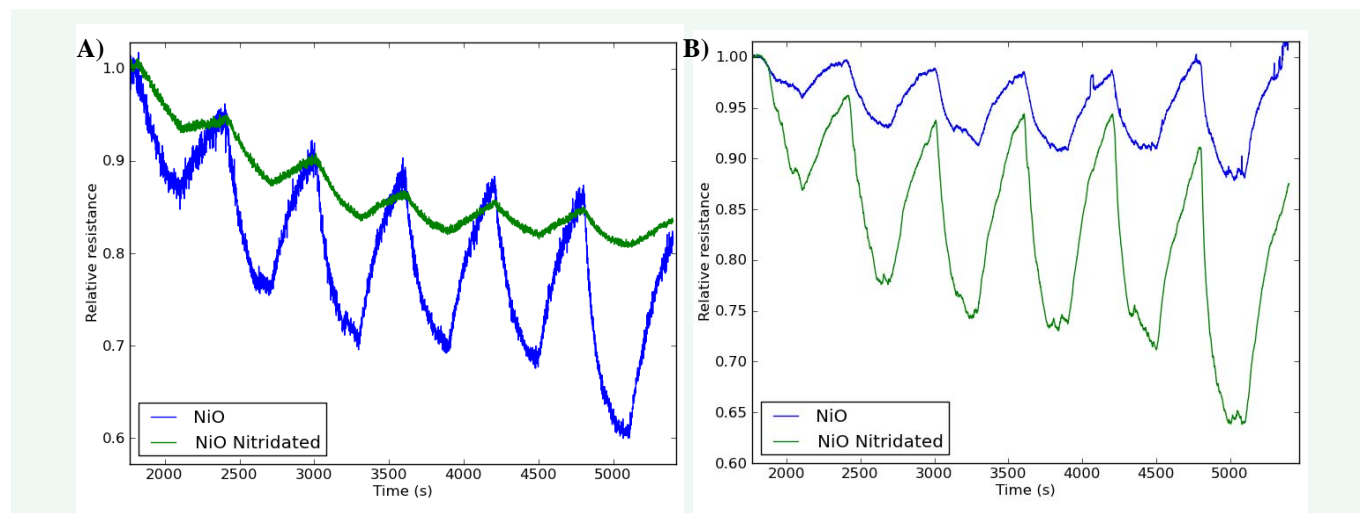 A)
1.0
0.9
0.8
0.7
0.6
Relative resistance
NiO
NiO Nitridated
2000 2500 3000 3500 4000 4500 5000
Time (s)
B)
1.00
0.95
0.90
0.85
0.80
0.75
0.70
0.65
0.60
Relative resistance
NiO
NiO Nitridated
2000 2500 3000 3500 4000 4500 5000
Time (s)